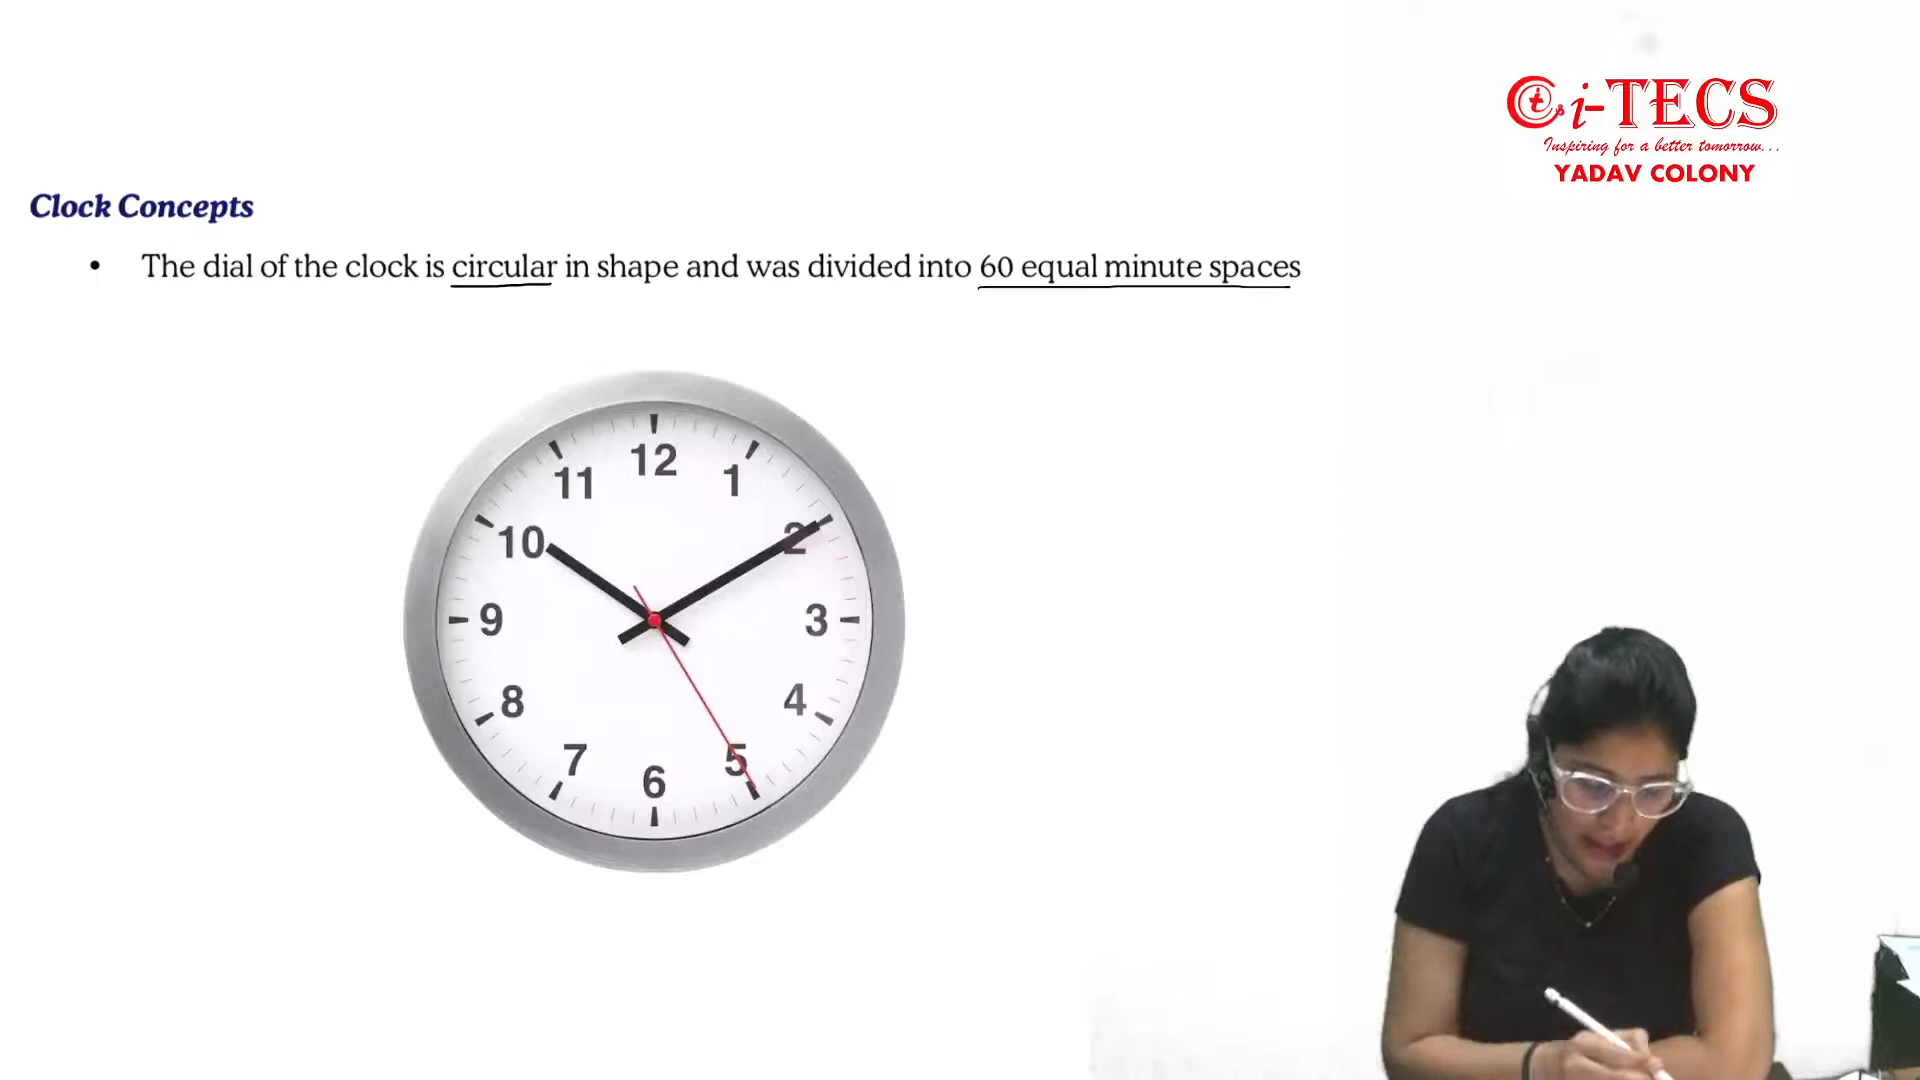 i-TECS
Inspiring for a better tomorrow...
YADAV COLONY
Clock Concepts
• The dial of the clock is circular in shape and was divided into 60 equal minute spaces
12
11
1
10
2
9
3
8
4
7
5
6